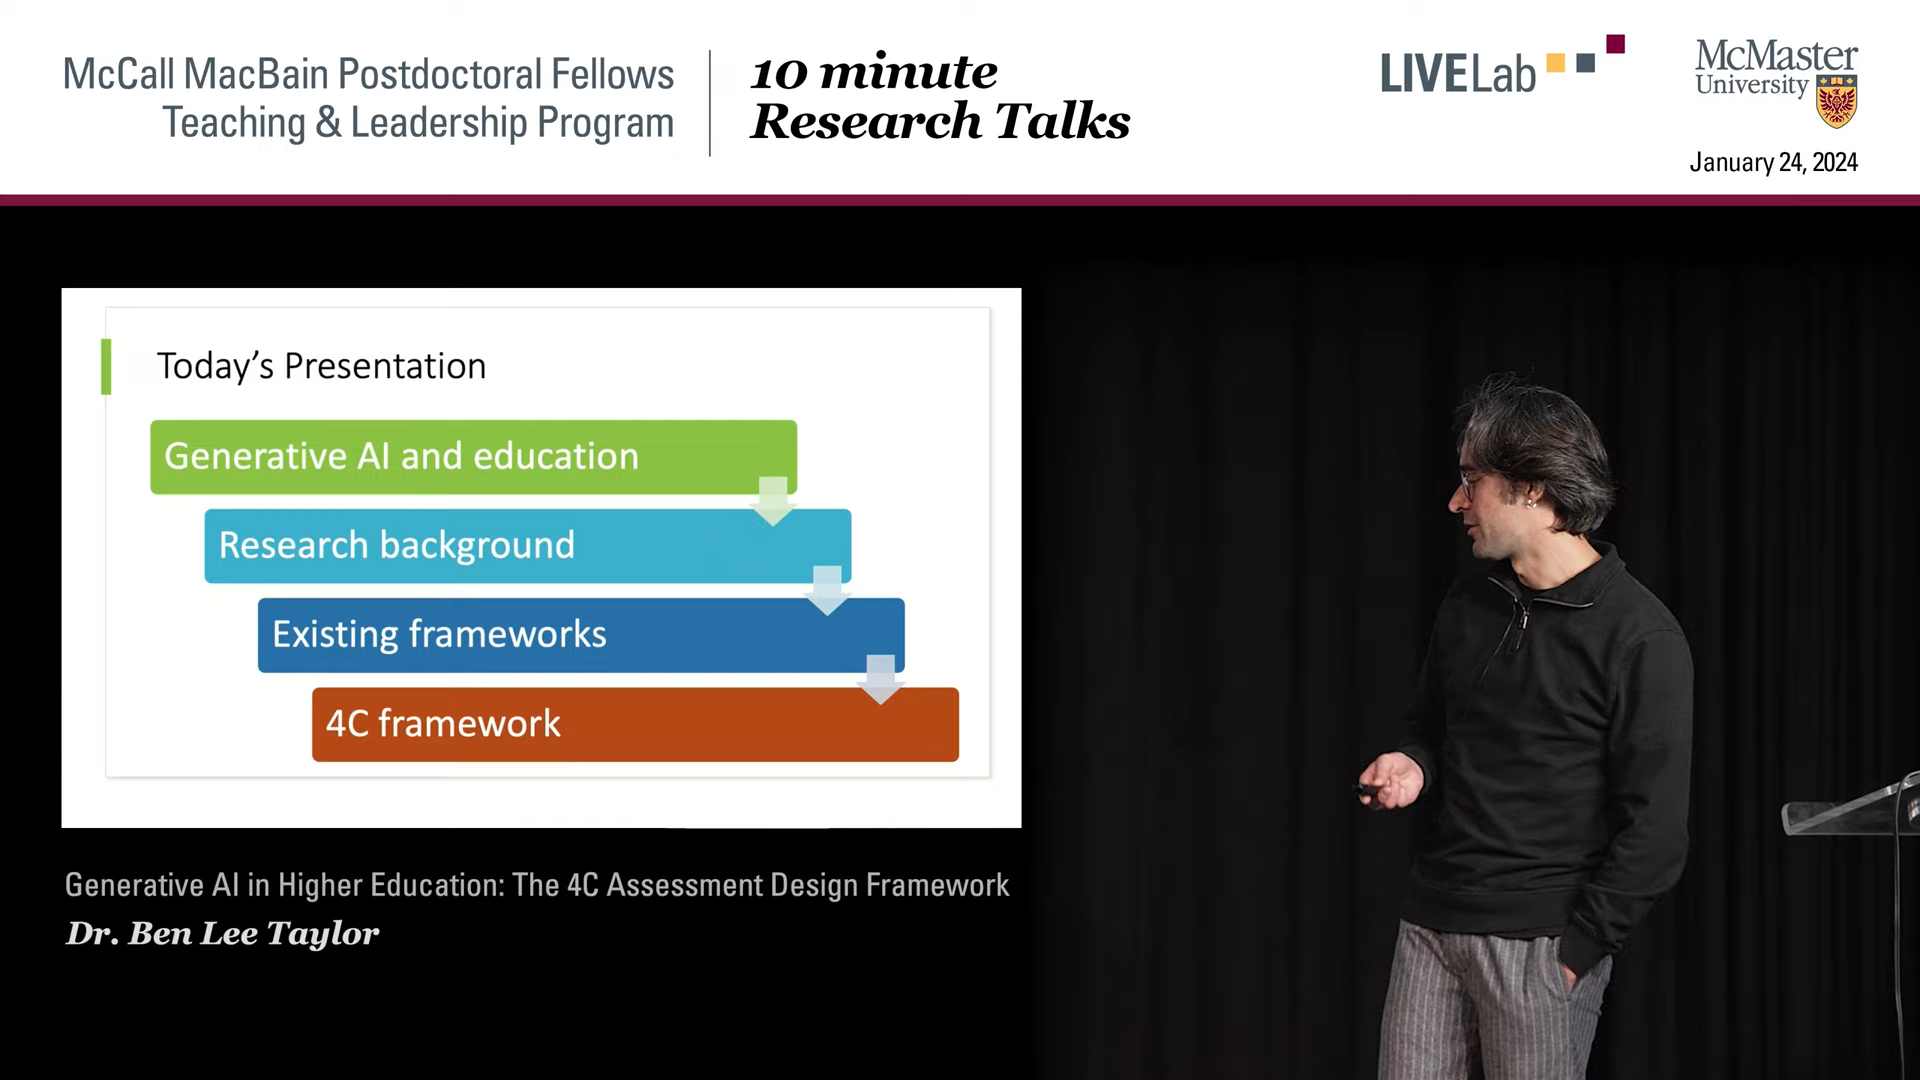 McCall MacBain Postdoctoral Fellows
Teaching & Leadership Program
10 minute
Research Talks
LIVELab
McMaster
University
January 24, 2024
Today's Presentation
Generative AI and education
Research background
Existing frameworks
4C framework
Generative AI in Higher Education: The 4C Assessment Design Framework
Dr. Ben Lee Taylor